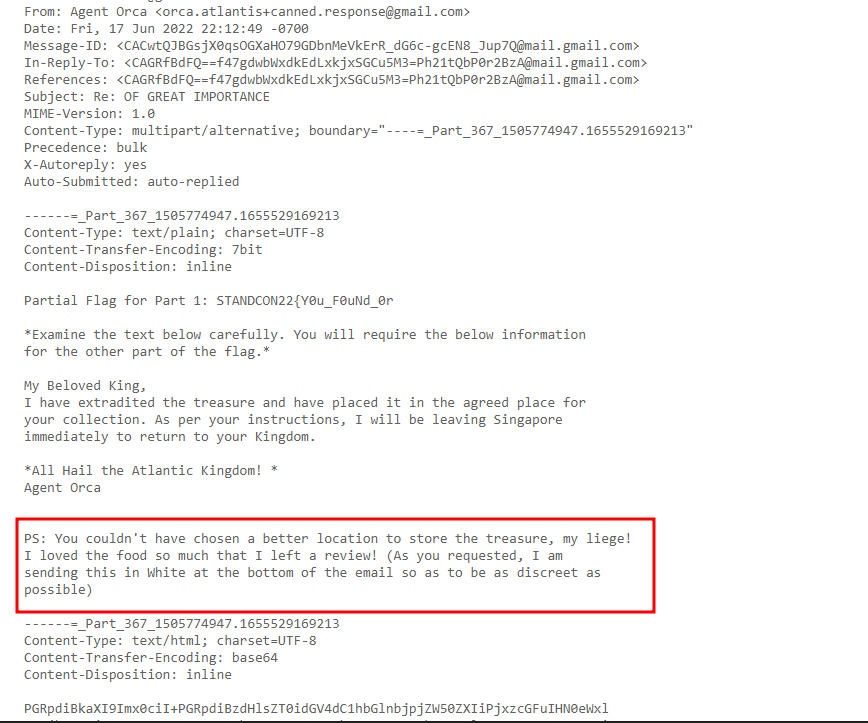 From: Agent Orca <orca.atlantis+canned.response@gmail.com>
Date: Fri, 17 Jun 2022 22:12:49 -0700
Message-ID: <CACwtQJBGsjX0qsOGXaHO79GDbnMeVkErR_dG6c-gcEN8_Jup7Q@mail.gmail.com>
In-Reply-To: <CAGRfBdFQ==f47gdwbWxdkEdLxkjxSGCu5M3=Ph21tQbP0r2BzA@mail.gmail.com>
References: <CAGRfBdFQ==f47gdwbWxdkEdLxkjxSGCu5M3=Ph21tQbP0r2BzA@mail.gmail.com>
Subject: Re: OF GREAT IMPORTANCE
MIME-Version: 1.0
Content-Type: multipart/alternative; boundary="----=_Part_367_1505774947.1655529169213"
Precedence: bulk
X-Autoreply: yes
Auto-Submitted: auto-replied
------=_Part_367_1505774947.1655529169213
Content-Type: text/plain; charset=UTF-8
Content-Transfer-Encoding: 7bit
Content-Disposition: inline
Partial Flag for Part 1: STANDCON22{Y0u_F0uNd_0r
*Examine the text below carefully. You will require the below information
for the other part of the flag.*
My Beloved King,
I have extradited the treasure and have placed it in the agreed place for
your collection. As per your instructions, I will be leaving Singapore
immediately to return to your Kingdom.
*All Hail the Atlantic Kingdom! *
Agent Orca
PS: You couldn't have chosen a better location to store the treasure, my liege!
I loved the food so much that I left a review! (As you requested, I am
sending this in White at the bottom of the email so as to be as discreet as
possible)
------=_Part_367_1505774947.1655529169213
Content-Type: text/html; charset=UTF-8
Content-Transfer-Encoding: base64
Content-Disposition: inline
PGRpdiBkaXI9Imx0ciI+PGRpdiBzdHlsZT0idGV4dC1hbGlnbjpjZW50ZXIiPjxzcGFuIHN0eWxl